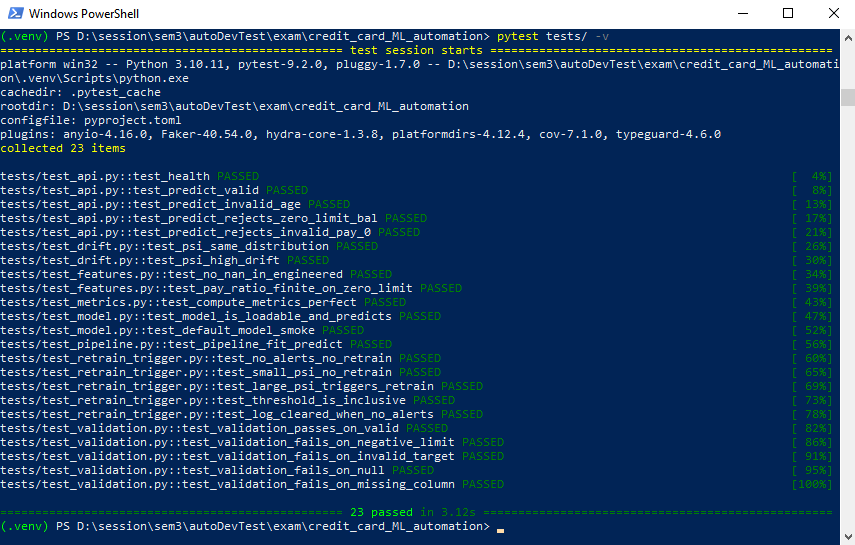 Windows PowerShell
(.venv) PS D:\session\sem3\autoDevTest\exam\credit_card_ML_automation> pytest tests/ -v
================================================= test session starts =================================================
platform win32 -- Python 3.10.11, pytest-9.2.0, pluggy-1.7.0 -- D:\session\sem3\autoDevTest\exam\credit_card_ML_automati
on\.venv\Scripts\python.exe
cachedir: .pytest_cache
rootdir: D:\session\sem3\autoDevTest\exam\credit_card_ML_automation
configfile: pyproject.toml
plugins: anyio-4.16.0, Faker-40.54.0, hydra-core-1.3.8, platformdirs-4.12.4, cov-7.1.0, typeguard-4.6.0
collected 23 items
tests/test_api.py::test_health PASSED [  4%]
tests/test_api.py::test_predict_valid PASSED [  8%]
tests/test_api.py::test_predict_invalid_age PASSED [ 13%]
tests/test_api.py::test_predict_rejects_zero_limit_bal PASSED [ 17%]
tests/test_api.py::test_predict_rejects_invalid_pay_0 PASSED [ 21%]
tests/test_drift.py::test_psi_same_distribution PASSED [ 26%]
tests/test_drift.py::test_psi_high_drift PASSED [ 30%]
tests/test_features.py::test_no_nan_in_engineered PASSED [ 34%]
tests/test_features.py::test_pay_ratio_finite_on_zero_limit PASSED [ 39%]
tests/test_metrics.py::test_compute_metrics_perfect PASSED [ 43%]
tests/test_model.py::test_model_is_loadable_and_predicts PASSED [ 47%]
tests/test_model.py::test_default_model_smoke PASSED [ 52%]
tests/test_pipeline.py::test_pipeline_fit_predict PASSED [ 56%]
tests/test_retrain_trigger.py::test_no_alerts_no_retrain PASSED [ 60%]
tests/test_retrain_trigger.py::test_small_psi_no_retrain PASSED [ 65%]
tests/test_retrain_trigger.py::test_large_psi_triggers_retrain PASSED [ 69%]
tests/test_retrain_trigger.py::test_threshold_is_inclusive PASSED [ 73%]
tests/test_retrain_trigger.py::test_log_cleared_when_no_alerts PASSED [ 78%]
tests/test_validation.py::test_validation_passes_on_valid PASSED [ 82%]
tests/test_validation.py::test_validation_fails_on_negative_limit PASSED [ 86%]
tests/test_validation.py::test_validation_fails_on_invalid_target PASSED [ 91%]
tests/test_validation.py::test_validation_fails_on_null PASSED [ 95%]
tests/test_validation.py::test_validation_fails_on_missing_column PASSED [100%]
================================================= 23 passed in 3.12s ==================================================
(.venv) PS D:\session\sem3\autoDevTest\exam\credit_card_ML_automation>